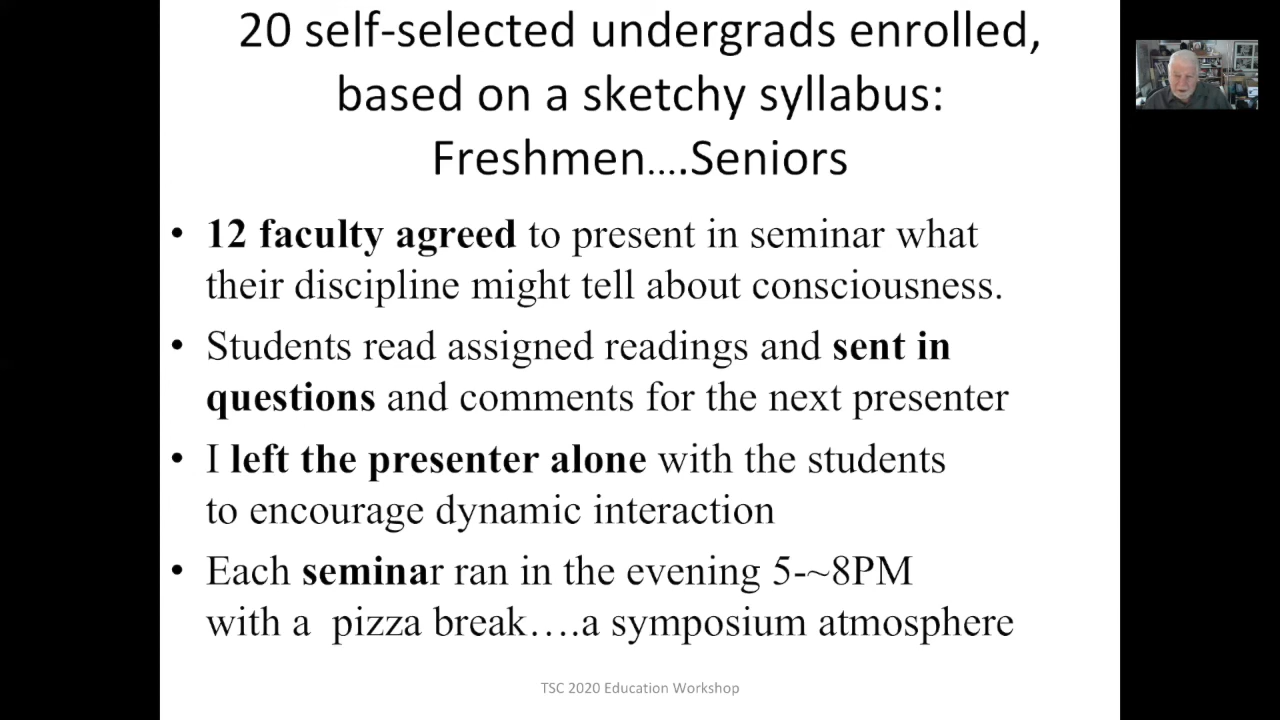 20 self-selected undergrads enrolled,
based on a sketchy syllabus:
Freshmen....Seniors
• 12 faculty agreed to present in seminar what
their discipline might tell about consciousness.
• Students read assigned readings and sent in
questions and comments for the next presenter
• I left the presenter alone with the students
to encourage dynamic interaction
• Each seminar ran in the evening 5-~8PM
with a  pizza break….a symposium atmosphere
TSC 2020 Education Workshop